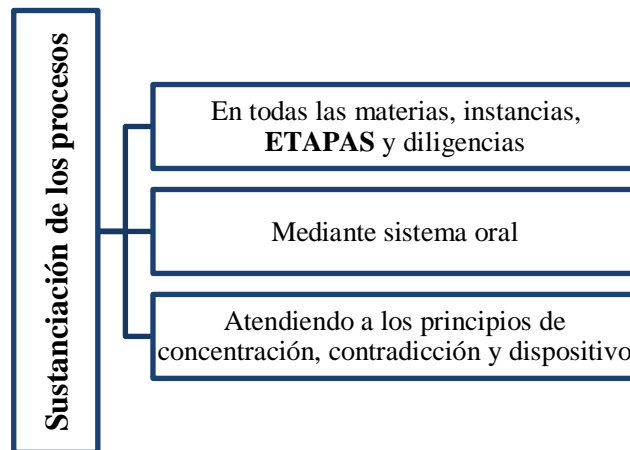 Sustanciación de los procesos
En todas las materias, instancias,
ETAPAS y diligencias
Mediante sistema oral
Atendiendo a los principios de
concentración, contradicción y dispositivo